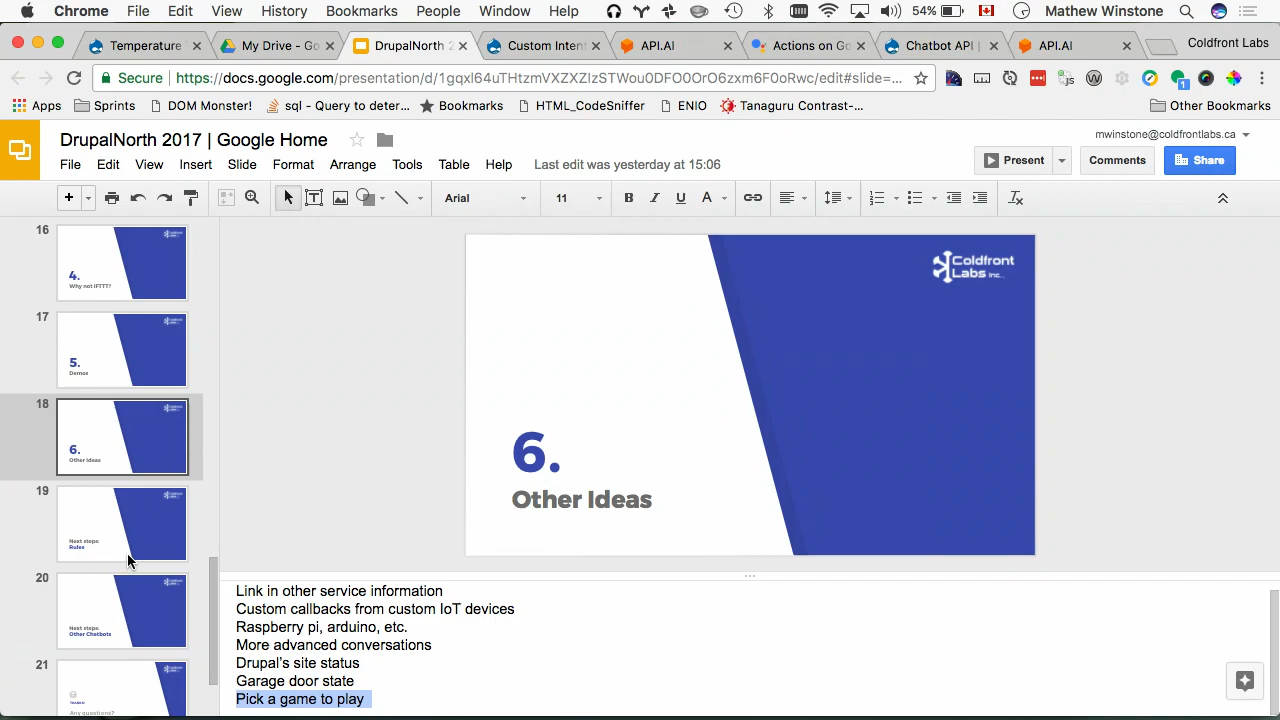 Chrome File Edit View History Bookmarks People Window Help 54% Mathew Winstone
Temperature My Drive - Go DrupalNorth 2 Custom Inten API.AI Actions on Go Chatbot API API.AI Coldfront Labs
Secure https://docs.google.com/presentation/d/1gqxl64uTHtzmVXZXZlzSTWou0DFO0OrO6zxm6F0oRwc/edit#slide=...
Apps Sprints DOM Monster! sql - Query to deter... Bookmarks HTML_CodeSniffer ENIO Tanaguru Contrast-... Other Bookmarks
DrupalNorth 2017 | Google Home
mwinstone@coldfrontlabs.ca
File Edit View Insert Slide Format Arrange Tools Table Help Last edit was yesterday at 15:06
Present Comments Share
Arial 11 B I U A
16
4.
Why not IFTTT?
17
5.
Demos
18
6.
Other Ideas
19
Next steps:
Rules
20
Next steps:
Other Chatbots
21
THANKS!
Any questions?
Coldfront
Labs Inc.
6.
Other Ideas
Link in other service information
Custom callbacks from custom IoT devices
Raspberry pi, arduino, etc.
More advanced conversations
Drupal's site status
Garage door state
Pick a game to play